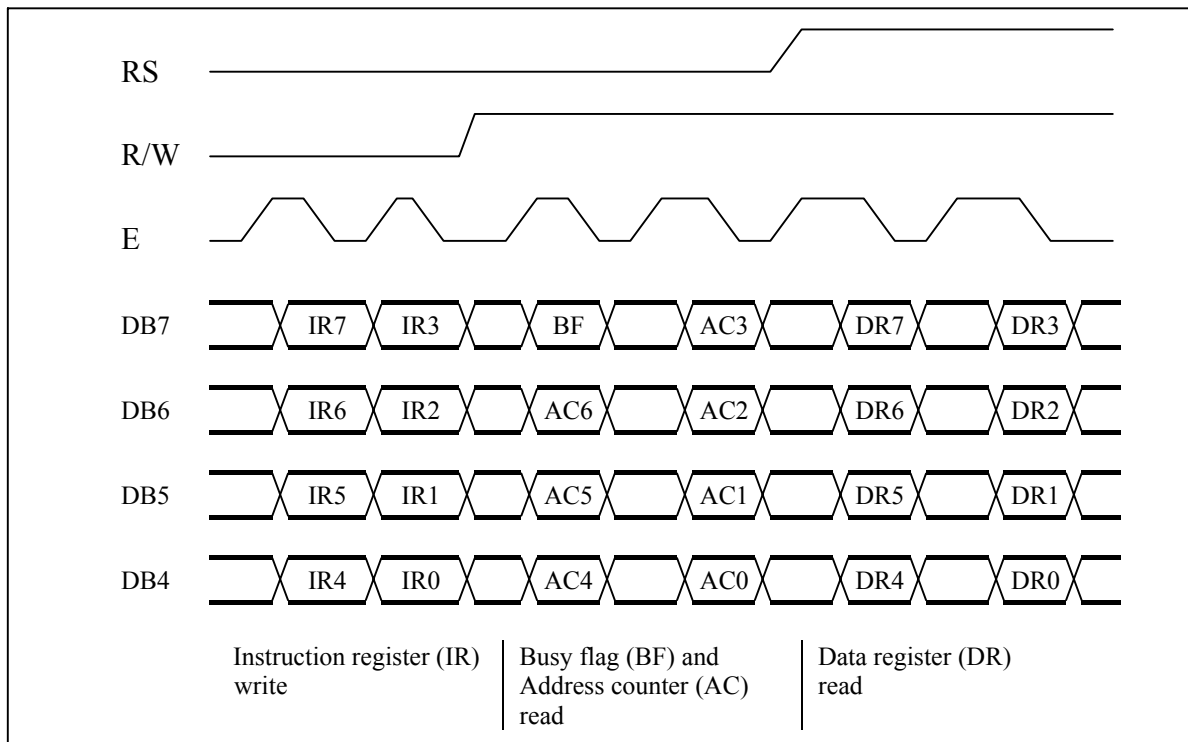 RS
R/W
E
DB7 IR7 IR3 BF AC3 DR7 DR3
DB6 IR6 IR2 AC6 AC2 DR6 DR2
DB5 IR5 IR1 AC5 AC1 DR5 DR1
DB4 IR4 IR0 AC4 AC0 DR4 DR0
Instruction register (IR)
write
Busy flag (BF) and
Address counter (AC)
read
Data register (DR)
read